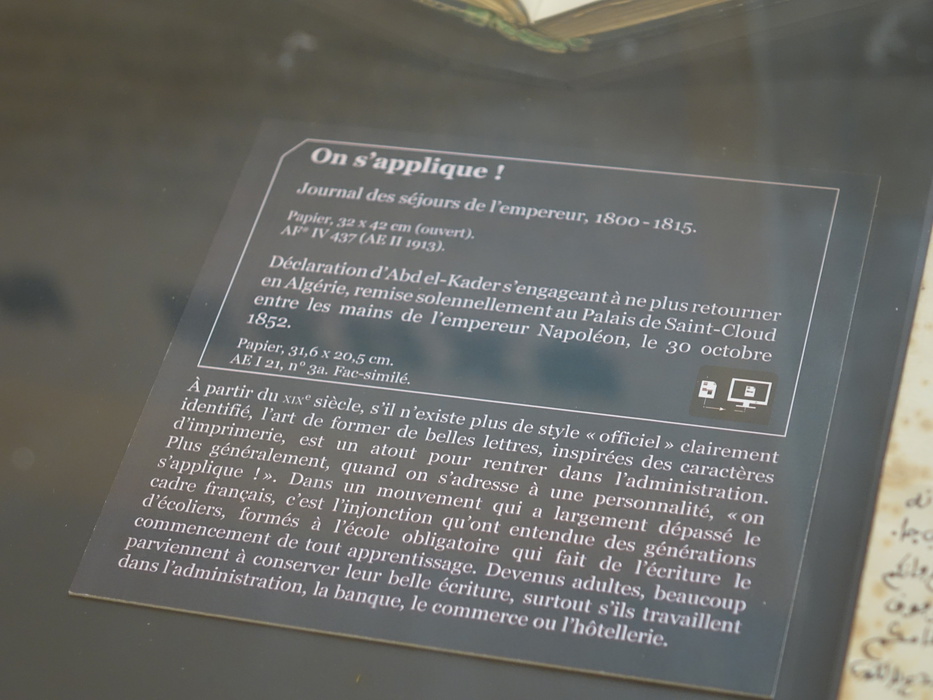 On s’applique !
Journal des séjours de l’empereur, 1800 - 1815.
Papier, 32 x 42 cm (ouvert).
AF* IV 437 (AE II 1913).
Déclaration d’Abd el-Kader s’engageant à ne plus retourner
en Algérie, remise solennellement au Palais de Saint-Cloud
entre les mains de l’empereur Napoléon, le 30 octobre
1852.
Papier, 31,6 x 20,5 cm.
AE I 21, n° 3a. Fac-similé.
À partir du XIXe siècle, s’il n’existe plus de style « officiel » clairement
identifié, l’art de former de belles lettres, inspirées des caractères
d’imprimerie, est un atout pour rentrer dans l’administration.
Plus généralement, quand on s’adresse à une personnalité, « on
s’applique ! ». Dans un mouvement qui a largement dépassé le
cadre français, c’est l’injonction qu’ont entendue des générations
d’écoliers, formés à l’école obligatoire qui fait de l’écriture le
commencement de tout apprentissage. Devenus adultes, beaucoup
parviennent à conserver leur belle écriture, surtout s’ils travaillent
dans l’administration, la banque, le commerce ou l’hôtellerie.